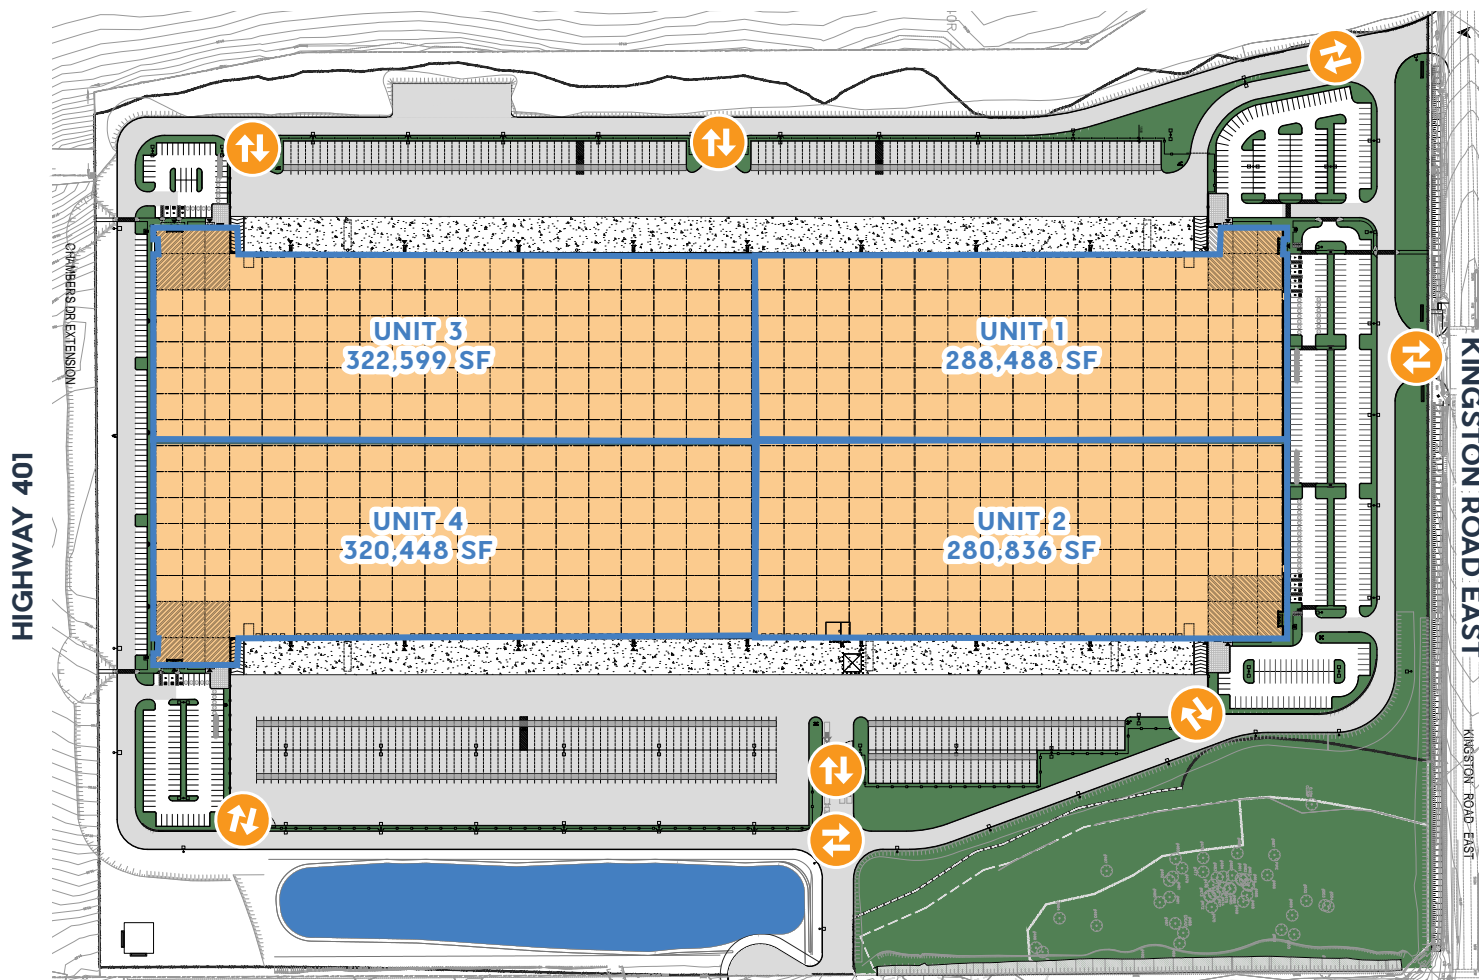 HIGHWAY 401
CHAMBERS DR. EXTENSION
UNIT 3
322,599 SF
UNIT 1
288,488 SF
UNIT 4
320,448 SF
UNIT 2
280,836 SF
KINGSTON ROAD EAST
KINGSTON ROAD EAST